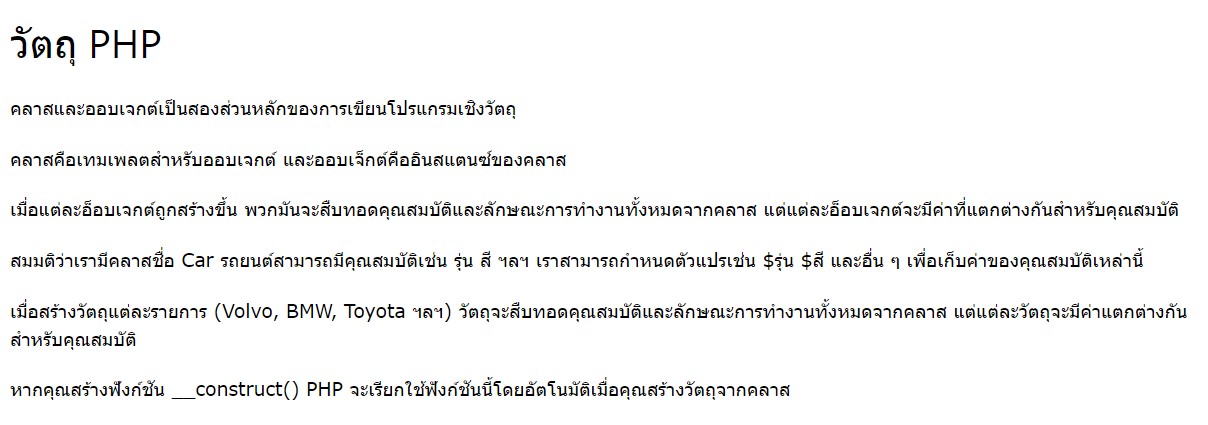 วัตถุ PHP
คลาสและออบเจกต์เป็นสองส่วนหลักของการเขียนโปรแกรมเชิงวัตถุ
คลาสคือเทมเพลตสำหรับออบเจกต์ และออบเจ็กต์คืออินสแตนซ์ของคลาส
เมื่อแต่ละอ็อบเจกต์ถูกสร้างขึ้น พวกมันจะสืบทอดคุณสมบัติและลักษณะการทำงานทั้งหมดจากคลาส แต่แต่ละอ็อบเจกต์จะมีค่าที่แตกต่างกันสำหรับคุณสมบัติ
สมมติว่าเรามีคลาสชื่อ Car รถยนต์สามารถมีคุณสมบัติเช่น รุ่น สี ฯลฯ เราสามารถกำหนดตัวแปรเช่น $รุ่น $สี และอื่น ๆ เพื่อเก็บค่าของคุณสมบัติเหล่านี้
เมื่อสร้างวัตถุแต่ละรายการ (Volvo, BMW, Toyota ฯลฯ) วัตถุจะสืบทอดคุณสมบัติและลักษณะการทำงานทั้งหมดจากคลาส แต่แต่ละวัตถุจะมีค่าแตกต่างกัน
สำหรับคุณสมบัติ
หากคุณสร้างฟังก์ชัน __construct() PHP จะเรียกใช้ฟังก์ชันนี้โดยอัตโนมัติเมื่อคุณสร้างวัตถุจากคลาส